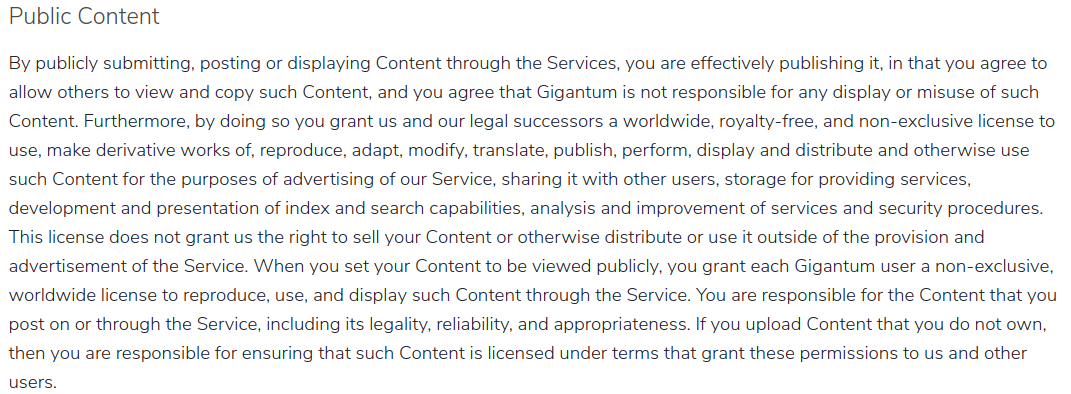 Public Content
By publicly submitting, posting or displaying Content through the Services, you are effectively publishing it, in that you agree to
allow others to view and copy such Content, and you agree that Gigantum is not responsible for any display or misuse of such
Content. Furthermore, by doing so you grant us and our legal successors a worldwide, royalty-free, and non-exclusive license to
use, make derivative works of, reproduce, adapt, modify, translate, publish, perform, display and distribute and otherwise use
such Content for the purposes of advertising of our Service, sharing it with other users, storage for providing services,
development and presentation of index and search capabilities, analysis and improvement of services and security procedures.
This license does not grant us the right to sell your Content or otherwise distribute or use it outside of the provision and
advertisement of the Service. When you set your Content to be viewed publicly, you grant each Gigantum user a non-exclusive,
worldwide license to reproduce, use, and display such Content through the Service. You are responsible for the Content that you
post on or through the Service, including its legality, reliability, and appropriateness. If you upload Content that you do not own,
then you are responsible for ensuring that such Content is licensed under terms that grant these permissions to us and other
users.